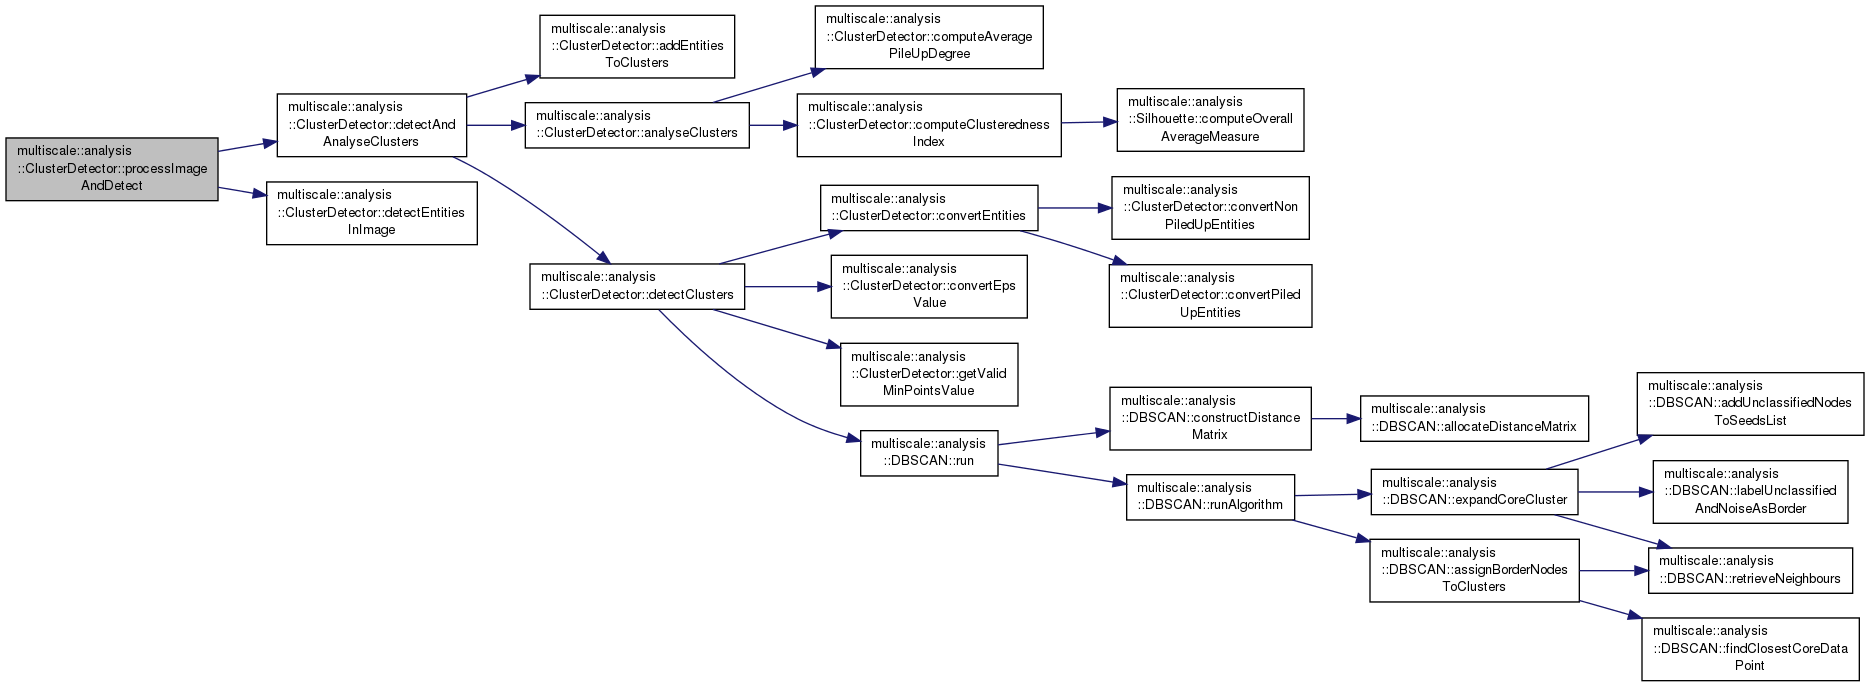 multiscale::analysis
::ClusterDetector::processImage
AndDetect
multiscale::analysis
::ClusterDetector::detectAnd
AnalyseClusters
multiscale::analysis
::ClusterDetector::detectEntities
InImage
multiscale::analysis
::ClusterDetector::addEntities
ToClusters
multiscale::analysis
::ClusterDetector::analyseClusters
multiscale::analysis
::ClusterDetector::detectClusters
multiscale::analysis
::ClusterDetector::computeAverage
PileUpDegree
multiscale::analysis
::ClusterDetector::computeClusteredness
Index
multiscale::analysis
::Silhouette::computeOverall
AverageMeasure
multiscale::analysis
::ClusterDetector::convertEntities
multiscale::analysis
::ClusterDetector::convertEps
Value
multiscale::analysis
::ClusterDetector::getValid
MinPointsValue
multiscale::analysis
::DBSCAN::run
multiscale::analysis
::ClusterDetector::convertNon
PiledUpEntities
multiscale::analysis
::ClusterDetector::convertPiled
UpEntities
multiscale::analysis
::DBSCAN::constructDistance
Matrix
multiscale::analysis
::DBSCAN::runAlgorithm
multiscale::analysis
::DBSCAN::allocateDistanceMatrix
multiscale::analysis
::DBSCAN::expandCoreCluster
multiscale::analysis
::DBSCAN::assignBorderNodes
ToClusters
multiscale::analysis
::DBSCAN::addUnclassifiedNodes
ToSeedsList
multiscale::analysis
::DBSCAN::labelUnclassified
AndNoiseAsBorder
multiscale::analysis
::DBSCAN::retrieveNeighbours
multiscale::analysis
::DBSCAN::findClosestCoreData
Point